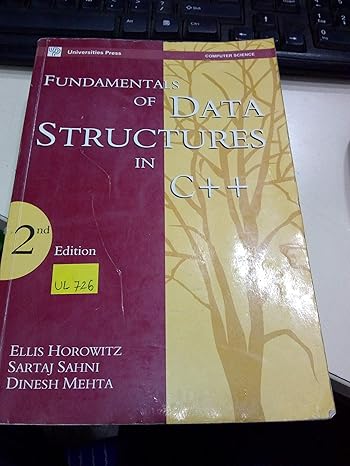 Universities Press
COMPUTER SCIENCE
FUNDAMENTALS
OF DATA
STRUCTURES
IN
C++
2nd
Edition
UL 726
ELLIS HOROWITZ
SARTAJ SAHNI
DINESH MEHTA